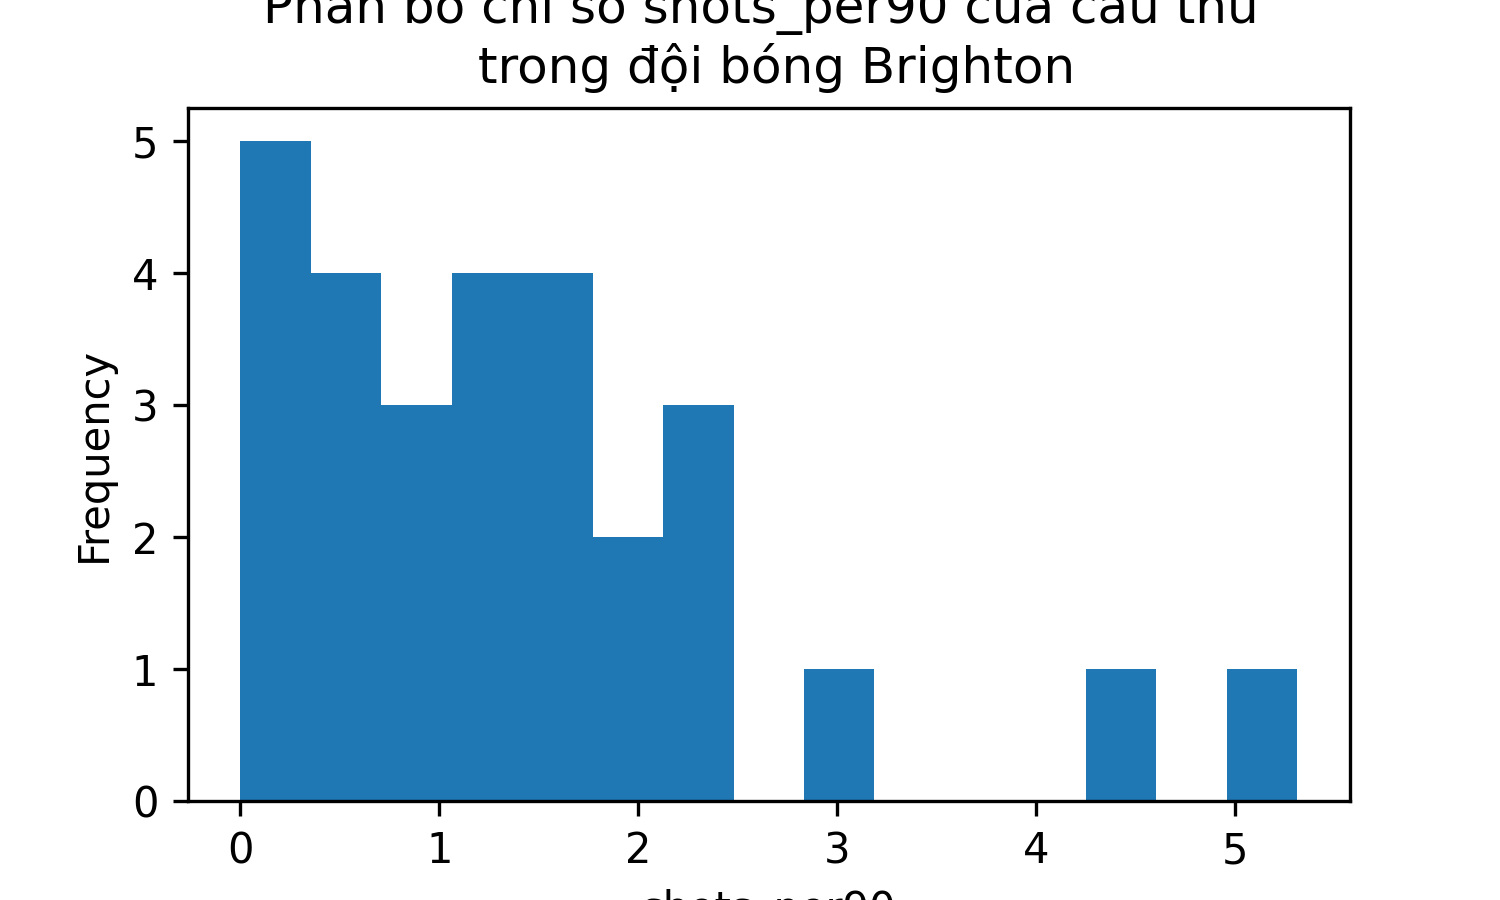 Phân bố chỉ số shots_per90 của cầu thủ
trong đội bóng Brighton
5
4
3
2
1
0
Frequency
0 1 2 3 4 5
shots_per90